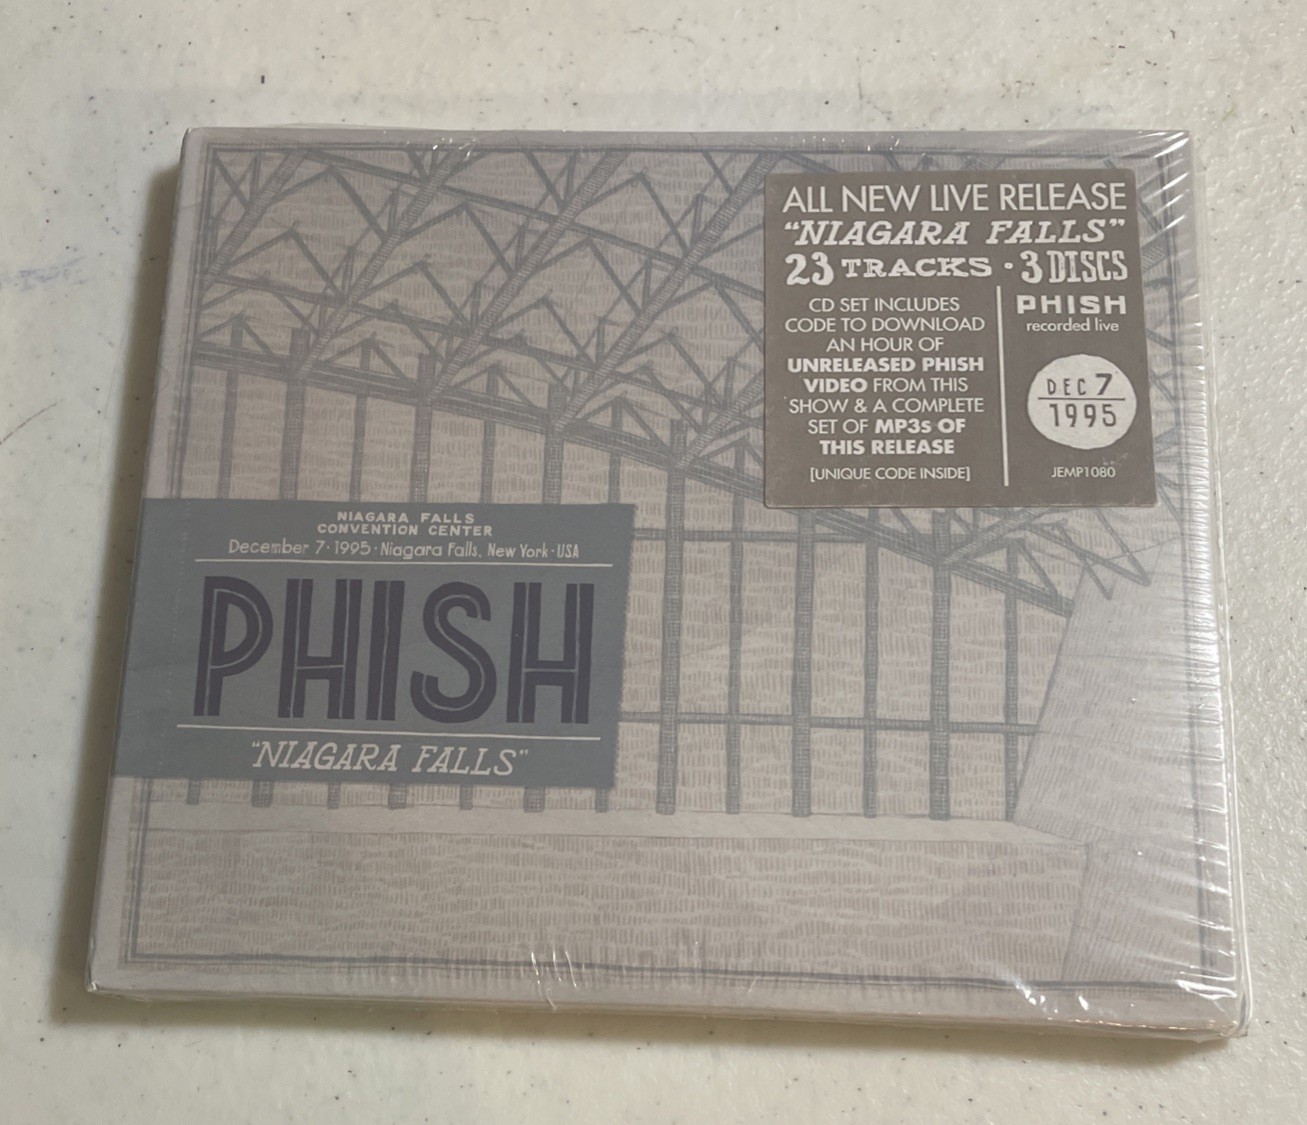 ALL NEW LIVE RELEASE
"NIAGARA FALLS"
23 TRACKS · 3 DISCS
CD SET INCLUDES
CODE TO DOWNLOAD
AN HOUR OF
UNRELEASED PHISH
VIDEO FROM THIS
SHOW & A COMPLETE
SET OF MP3s OF
THIS RELEASE
[UNIQUE CODE INSIDE]
PHISH
recorded live
DEC 7
1995
JEMP1080
NIAGARA FALLS
CONVENTION CENTER
December 7 · 1995 · Niagara Falls, New York · USA
PHISH
"NIAGARA FALLS"